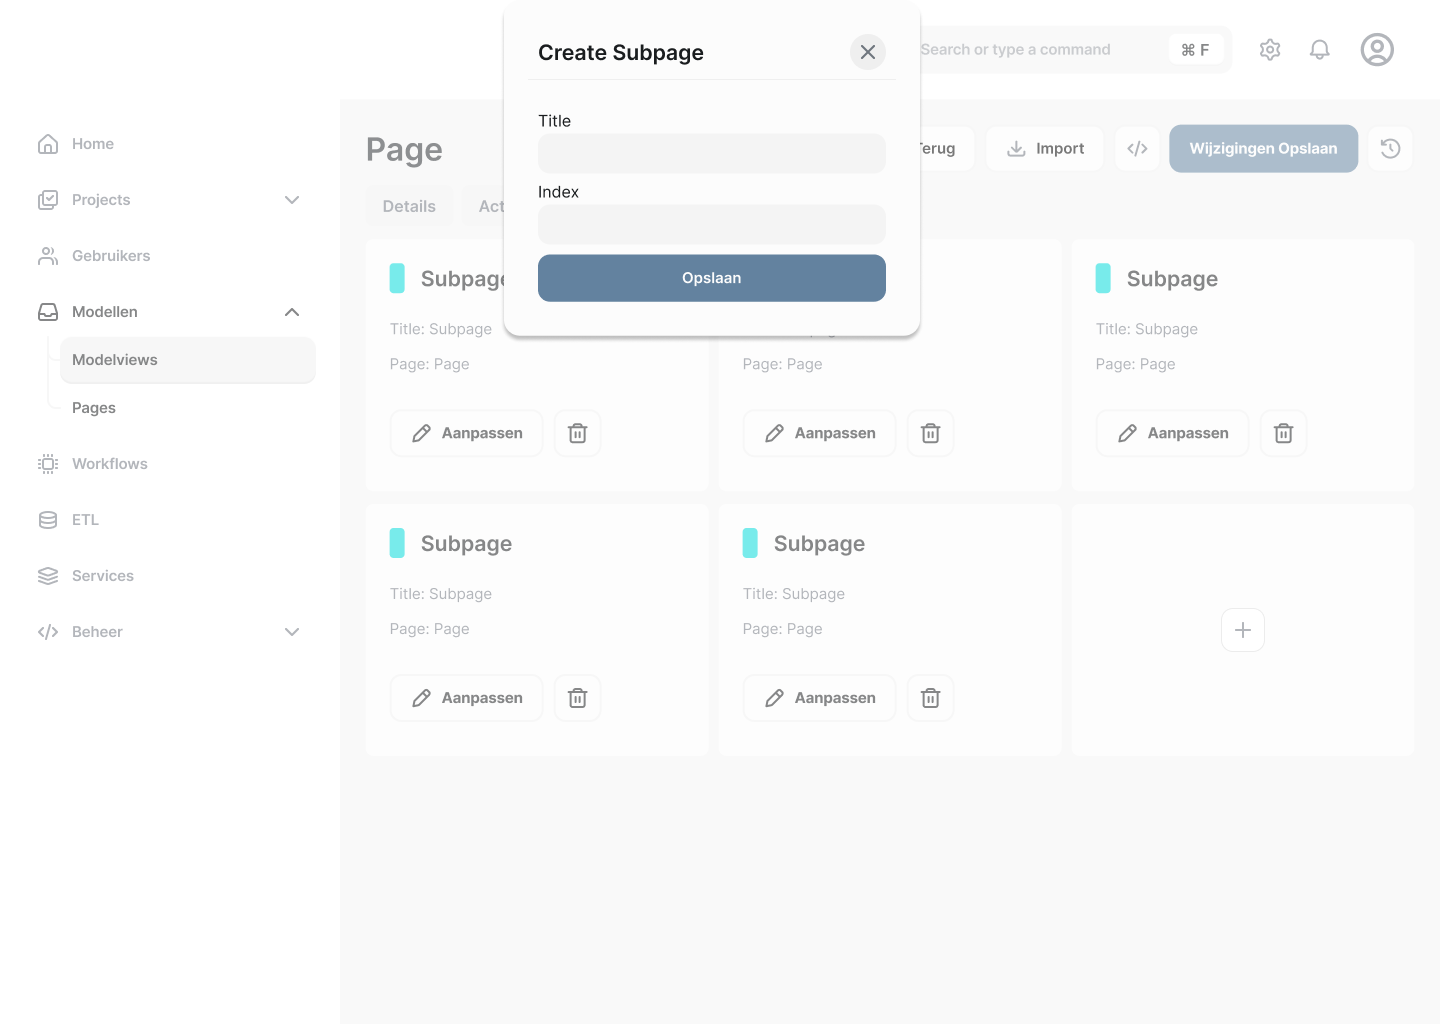 Create Subpage
Search or type a command
⌘ F
Title
Index
Opslaan
Home
Projects
Gebruikers
Modellen
Modelviews
Pages
Workflows
ETL
Services
Beheer
Page
Terug
Import
Wijzigingen Opslaan
Details
Act
Subpage
Title: Subpage
Page: Page
Aanpassen
Page: Page
Aanpassen
Subpage
Title: Subpage
Page: Page
Aanpassen
Subpage
Title: Subpage
Page: Page
Aanpassen
Subpage
Title: Subpage
Page: Page
Aanpassen